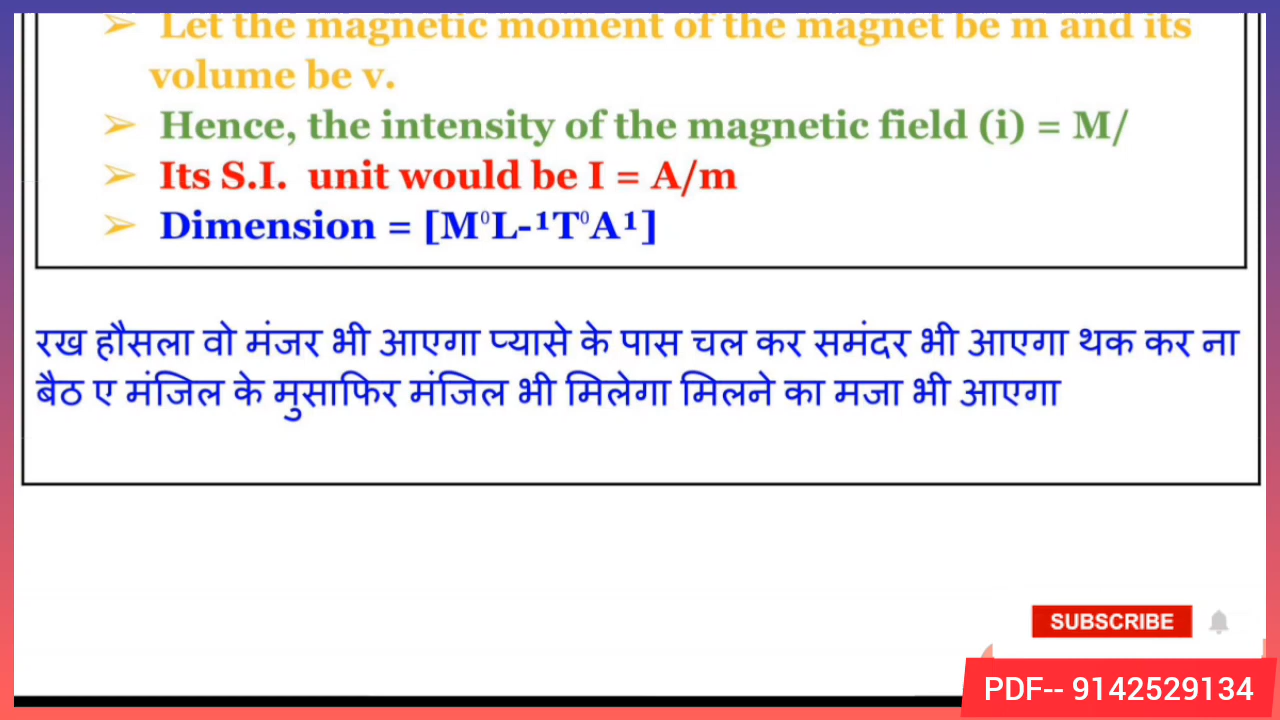 ➢ Let the magnetic moment of the magnet be m and its
volume be v.
➢ Hence, the intensity of the magnetic field (i) = M/
➢ Its S.I. unit would be I = A/m
➢ Dimension = [M⁰L-¹T⁰A¹]
रख हौसला वो मंजर भी आएगा प्यासे के पास चल कर समंदर भी आएगा थक कर ना
बैठ ए मंजिल के मुसाफिर मंजिल भी मिलेगा मिलने का मजा भी आएगा
SUBSCRIBE
PDF-- 9142529134